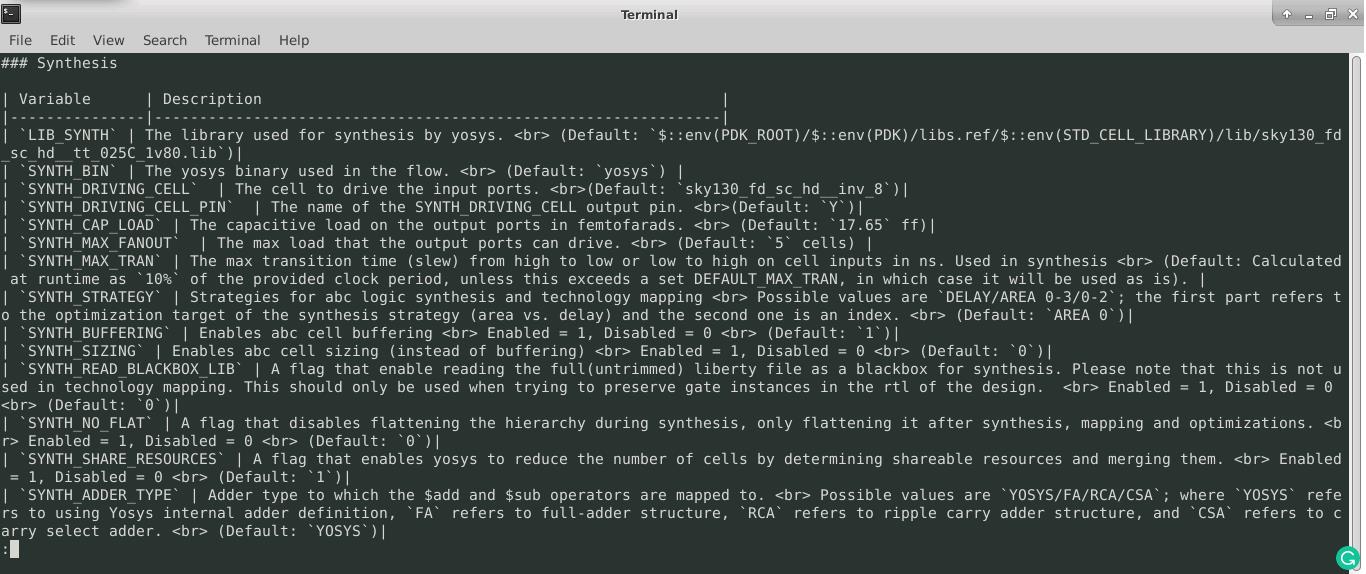 Terminal
File Edit View Search Terminal Help
### Synthesis
| Variable      | Description                                                   |
|---------------|---------------------------------------------------------------|
| `LIB_SYNTH` | The library used for synthesis by yosys. <br> (Default: `$::env(PDK_ROOT)/$::env(PDK)/libs.ref/$::env(STD_CELL_LIBRARY)/lib/sky130_fd
_sc_hd__tt_025C_1v80.lib`)|
| `SYNTH_BIN` | The yosys binary used in the flow. <br> (Default: `yosys`) |
| `SYNTH_DRIVING_CELL`  | The cell to drive the input ports. <br>(Default: `sky130_fd_sc_hd__inv_8`)|
| `SYNTH_DRIVING_CELL_PIN`  | The name of the SYNTH_DRIVING_CELL output pin. <br>(Default: `Y`)|
| `SYNTH_CAP_LOAD` | The capacitive load on the output ports in femtofarads. <br> (Default: `17.65` ff)|
| `SYNTH_MAX_FANOUT`  | The max load that the output ports can drive. <br> (Default: `5` cells) |
| `SYNTH_MAX_TRAN` | The max transition time (slew) from high to low or low to high on cell inputs in ns. Used in synthesis <br> (Default: Calculated
 at runtime as `10%` of the provided clock period, unless this exceeds a set DEFAULT_MAX_TRAN, in which case it will be used as is). |
| `SYNTH_STRATEGY` | Strategies for abc logic synthesis and technology mapping <br> Possible values are `DELAY/AREA 0-3/0-2`; the first part refers t
o the optimization target of the synthesis strategy (area vs. delay) and the second one is an index. <br> (Default: `AREA 0`)|
| `SYNTH_BUFFERING` | Enables abc cell buffering <br> Enabled = 1, Disabled = 0 <br> (Default: `1`)|
| `SYNTH_SIZING` | Enables abc cell sizing (instead of buffering) <br> Enabled = 1, Disabled = 0 <br> (Default: `0`)|
| `SYNTH_READ_BLACKBOX_LIB` | A flag that enable reading the full(untrimmed) liberty file as a blackbox for synthesis. Please note that this is not u
sed in technology mapping. This should only be used when trying to preserve gate instances in the rtl of the design.  <br> Enabled = 1, Disabled = 0
<br> (Default: `0`)|
| `SYNTH_NO_FLAT` | A flag that disables flattening the hierarchy during synthesis, only flattening it after synthesis, mapping and optimizations. <b
r> Enabled = 1, Disabled = 0 <br> (Default: `0`)|
| `SYNTH_SHARE_RESOURCES` | A flag that enables yosys to reduce the number of cells by determining shareable resources and merging them. <br> Enabled
 = 1, Disabled = 0 <br> (Default: `1`)|
| `SYNTH_ADDER_TYPE` | Adder type to which the $add and $sub operators are mapped to. <br> Possible values are `YOSYS/FA/RCA/CSA`; where `YOSYS` refe
rs to using Yosys internal adder definition, `FA` refers to full-adder structure, `RCA` refers to ripple carry adder structure, and `CSA` refers to c
arry select adder. <br> (Default: `YOSYS`)|
: